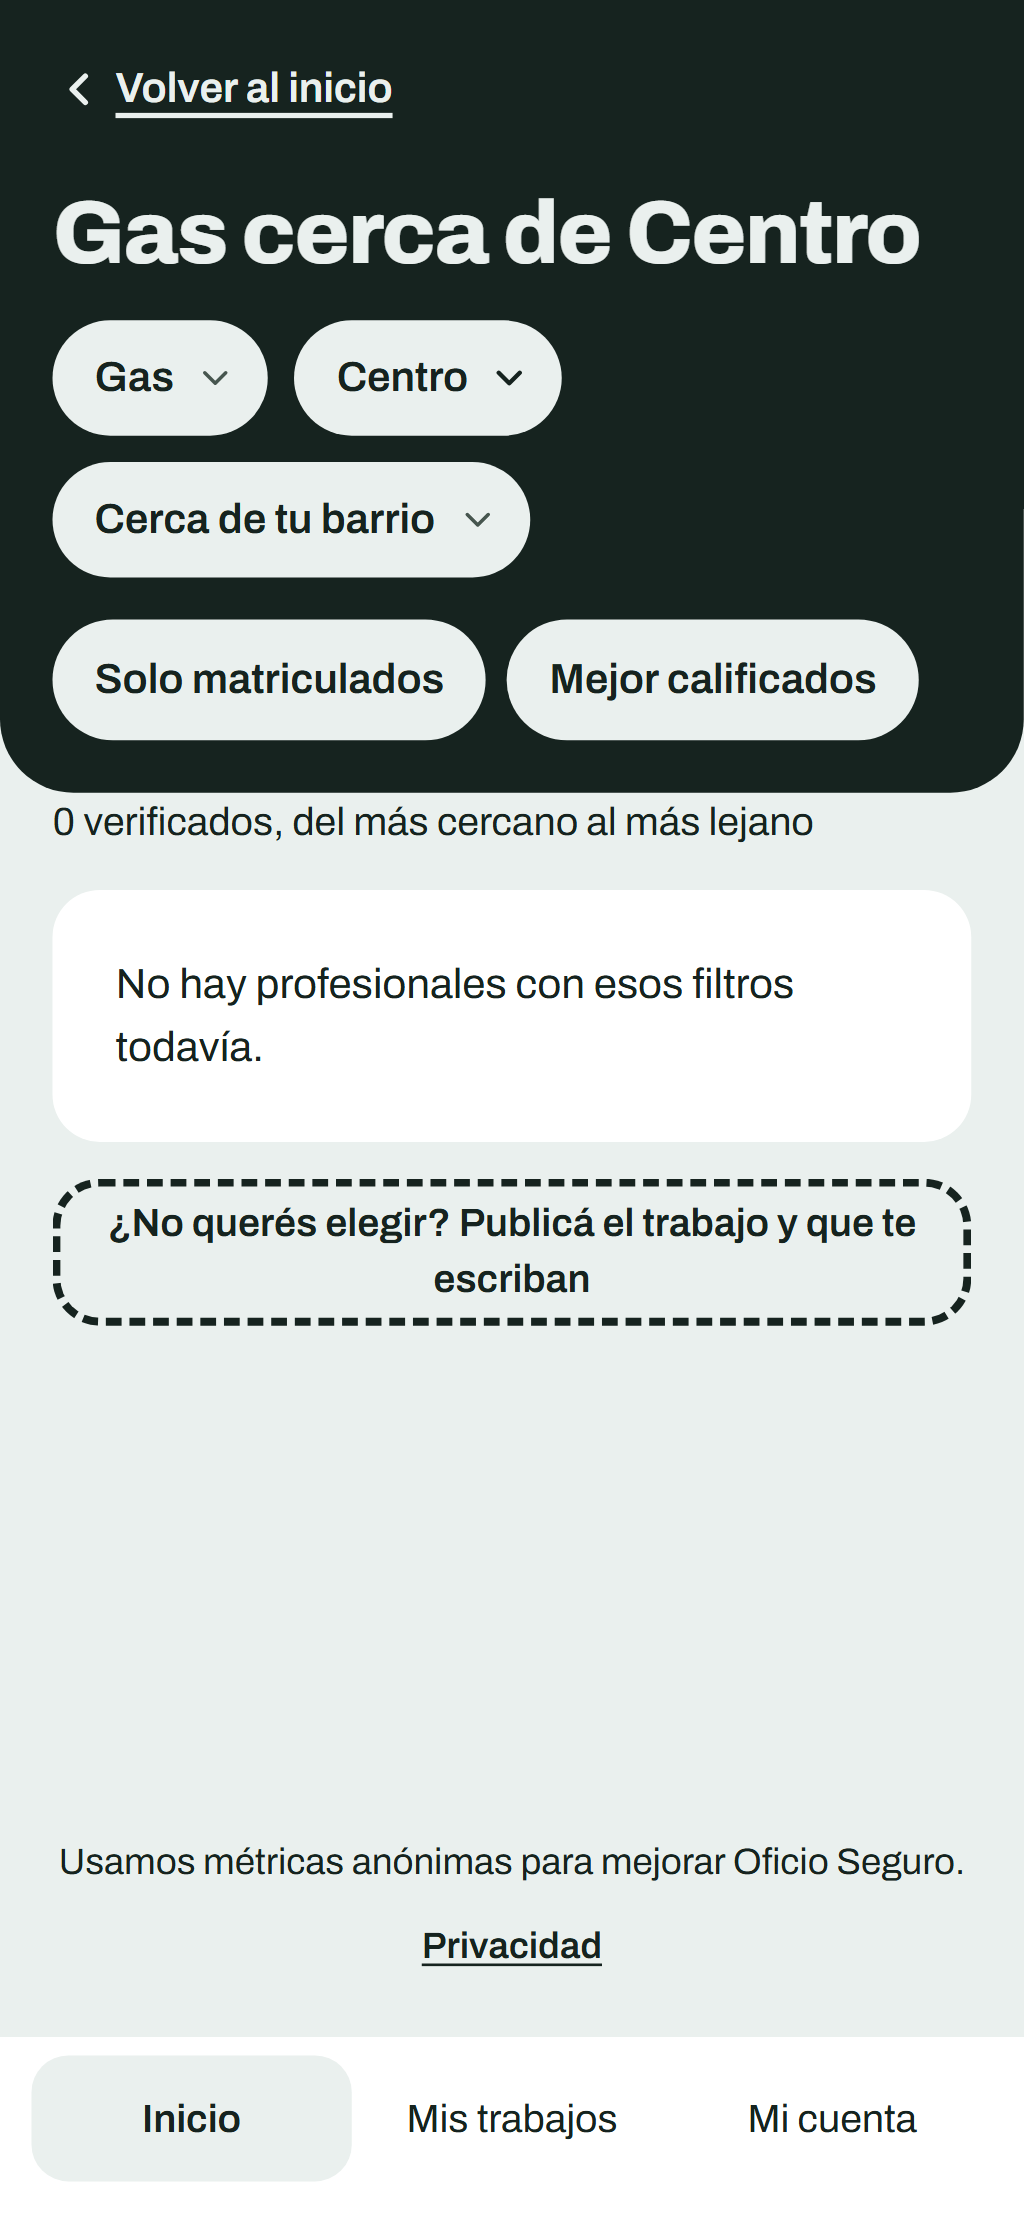 Volver al inicio
Gas cerca de Centro
Gas
Centro
Cerca de tu barrio
Solo matriculados
Mejor calificados
0 verificados, del más cercano al más lejano
No hay profesionales con esos filtros
todavía.
¿No querés elegir? Publicá el trabajo y que te
escriban
Usamos métricas anónimas para mejorar Oficio Seguro.
Privacidad
Inicio
Mis trabajos
Mi cuenta